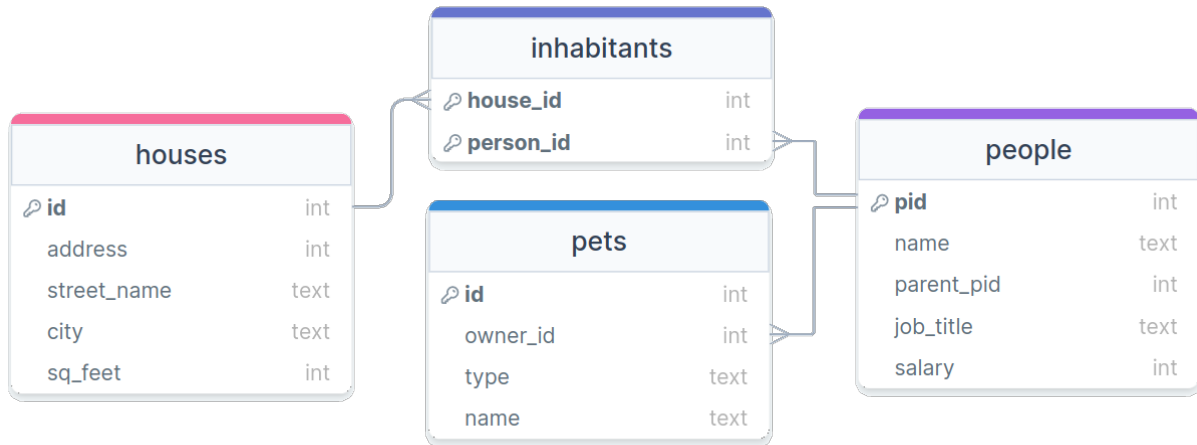 houses
id int
address int
street_name text
city text
sq_feet int
inhabitants
house_id int
person_id int
pets
id int
owner_id int
type text
name text
people
pid int
name text
parent_pid int
job_title text
salary int